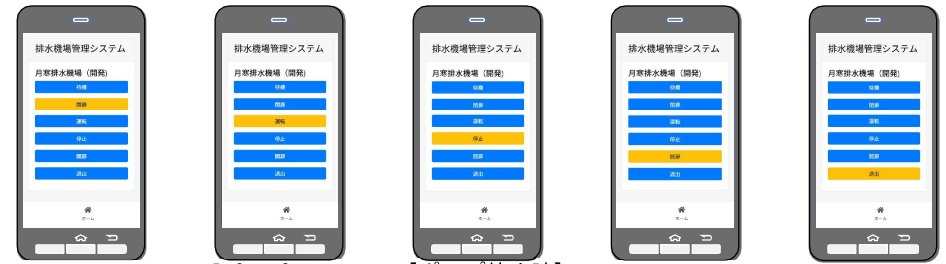 排水機場管理システム
月寒排水機場（開発）
待機
閉扉
運転
停止
開扉
退出
ホーム
排水機場管理システム
月寒排水機場（開発）
待機
閉扉
運転
停止
開扉
退出
ホーム
排水機場管理システム
月寒排水機場（開発）
待機
閉扉
運転
停止
開扉
退出
ホーム
排水機場管理システム
月寒排水機場（開発）
待機
閉扉
運転
停止
開扉
退出
ホーム
排水機場管理システム
月寒排水機場（開発）
待機
閉扉
運転
停止
開扉
退出
ホーム